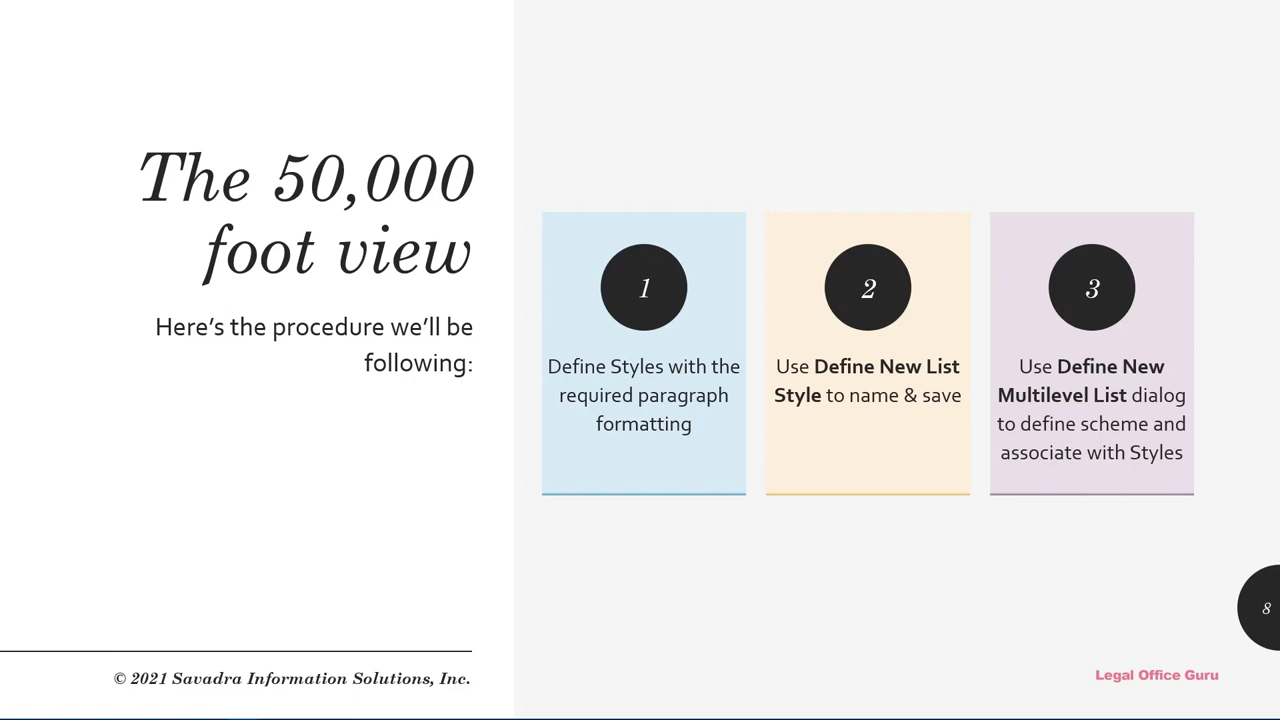 The 50,000
foot view
Here’s the procedure we’ll be
following:
1
Define Styles with the
required paragraph
formatting
2
Use Define New List
Style to name & save
3
Use Define New
Multilevel List dialog
to define scheme and
associate with Styles
8
© 2021 Savadra Information Solutions, Inc.
Legal Office Guru